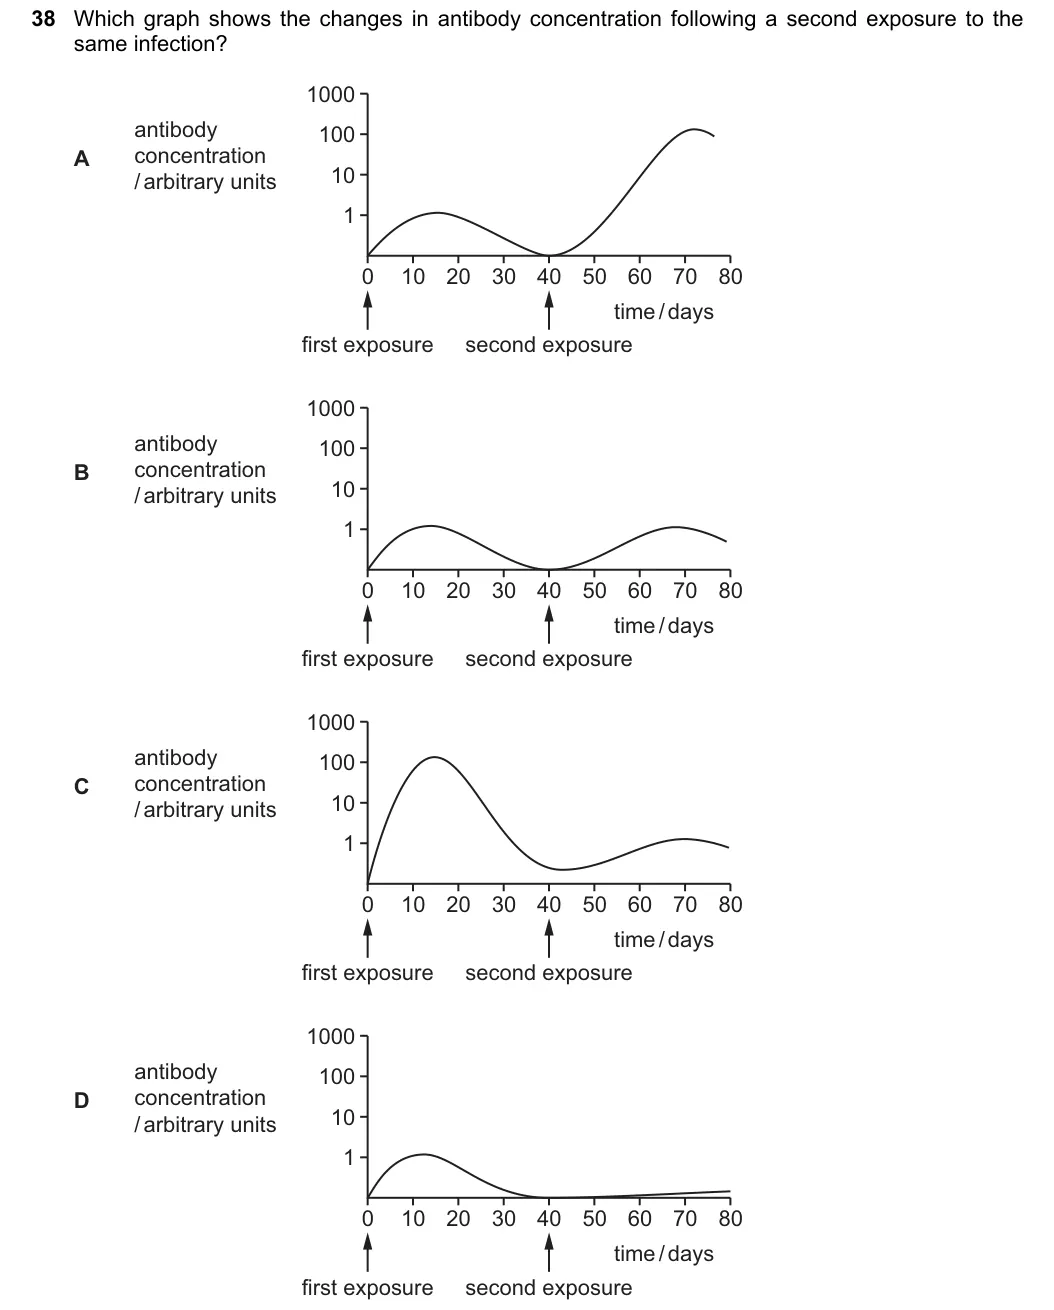 38 Which graph shows the changes in antibody concentration following a second exposure to the
same infection?
A
antibody
concentration
/ arbitrary units
1000
100
10
1
0 10 20 30 40 50 60 70 80
time / days
first exposure second exposure
B
antibody
concentration
/ arbitrary units
1000
100
10
1
0 10 20 30 40 50 60 70 80
time / days
first exposure second exposure
C
antibody
concentration
/ arbitrary units
1000
100
10
1
0 10 20 30 40 50 60 70 80
time / days
first exposure second exposure
D
antibody
concentration
/ arbitrary units
1000
100
10
1
0 10 20 30 40 50 60 70 80
time / days
first exposure second exposure